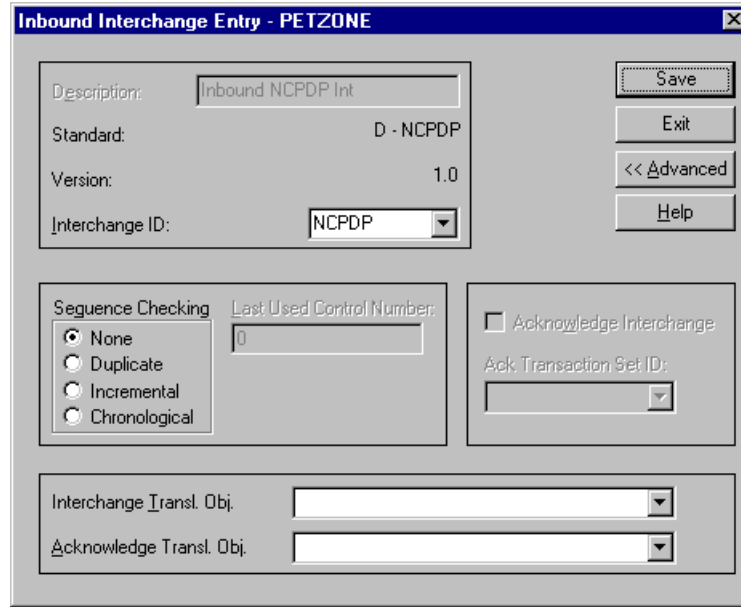 Inbound Interchange Entry - PETZONE
Description: Inbound NCPDP Int
Standard: D - NCPDP
Version: 1.0
Interchange ID: NCPDP
Save
Exit
<< Advanced
Help
Sequence Checking
None
Duplicate
Incremental
Chronological
Last Used Control Number:
0
Acknowledge Interchange
Ack Transaction Set ID:
Interchange Transl. Obj.
Acknowledge Transl. Obj.